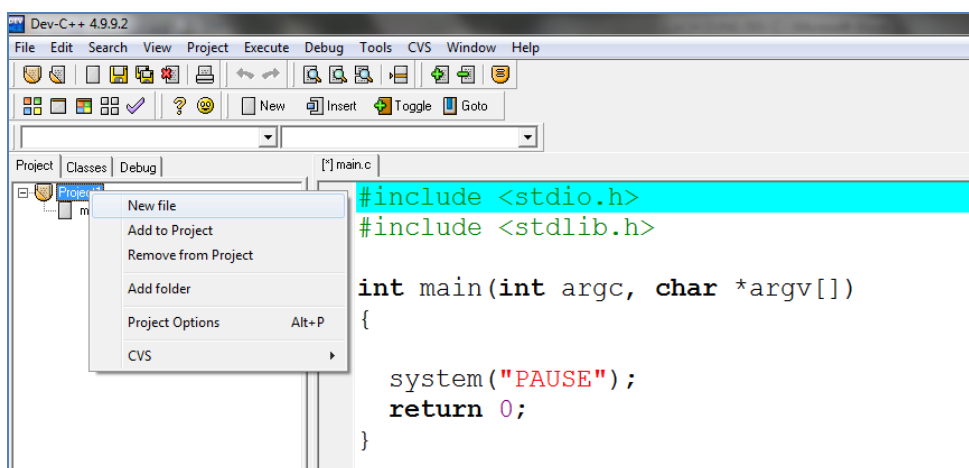 Dev-C++ 4.9.9.2
File Edit Search View Project Execute Debug Tools CVS Window Help
New Insert Toggle Goto
Project Classes Debug
[*] main.c
New file
Add to Project
Remove from Project
Add folder
Project Options Alt+P
CVS
#include <stdio.h>
#include <stdlib.h>
int main(int argc, char *argv[])
{
system("PAUSE");
return 0;
}